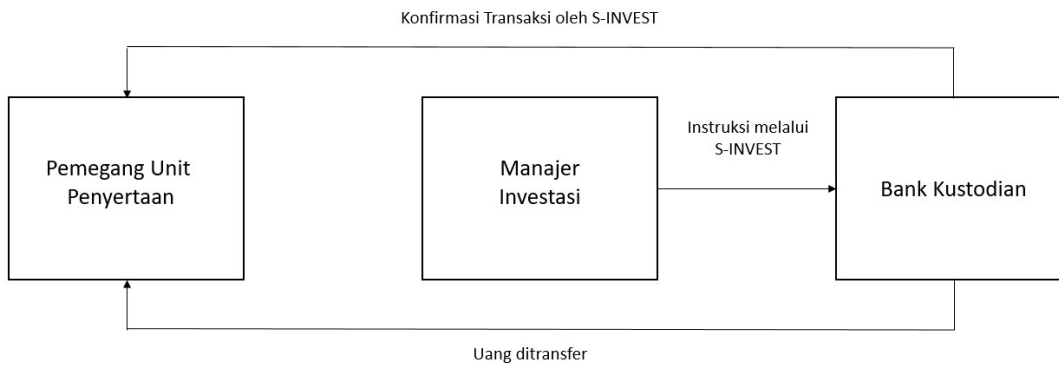 Konfirmasi Transaksi oleh S-INVEST
Pemegang Unit
Penyertaan
Manajer
Investasi
Instruksi melalui
S-INVEST
Bank Kustodian
Uang ditransfer